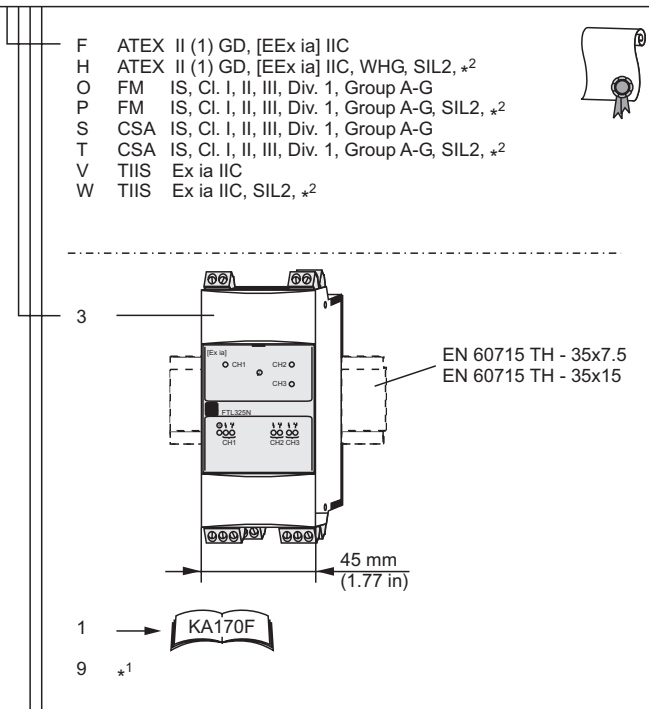 F ATEX II (1) GD, [EEx ia] IIC
H ATEX II (1) GD, [EEx ia] IIC, WHG, SIL2, *2
O FM IS, Cl. I, II, III, Div. 1, Group A-G
P FM IS, Cl. I, II, III, Div. 1, Group A-G, SIL2, *2
S CSA IS, Cl. I, II, III, Div. 1, Group A-G
T CSA IS, Cl. I, II, III, Div. 1, Group A-G, SIL2, *2
V TIIS Ex ia IIC
W TIIS Ex ia IIC, SIL2, *2
3
[Ex ia]
CH1 CH2
CH3
FTL325N
CH1 CH2 CH3
EN 60715 TH - 35x7.5
EN 60715 TH - 35x15
45 mm
(1.77 in)
1 KA170F
9 *1